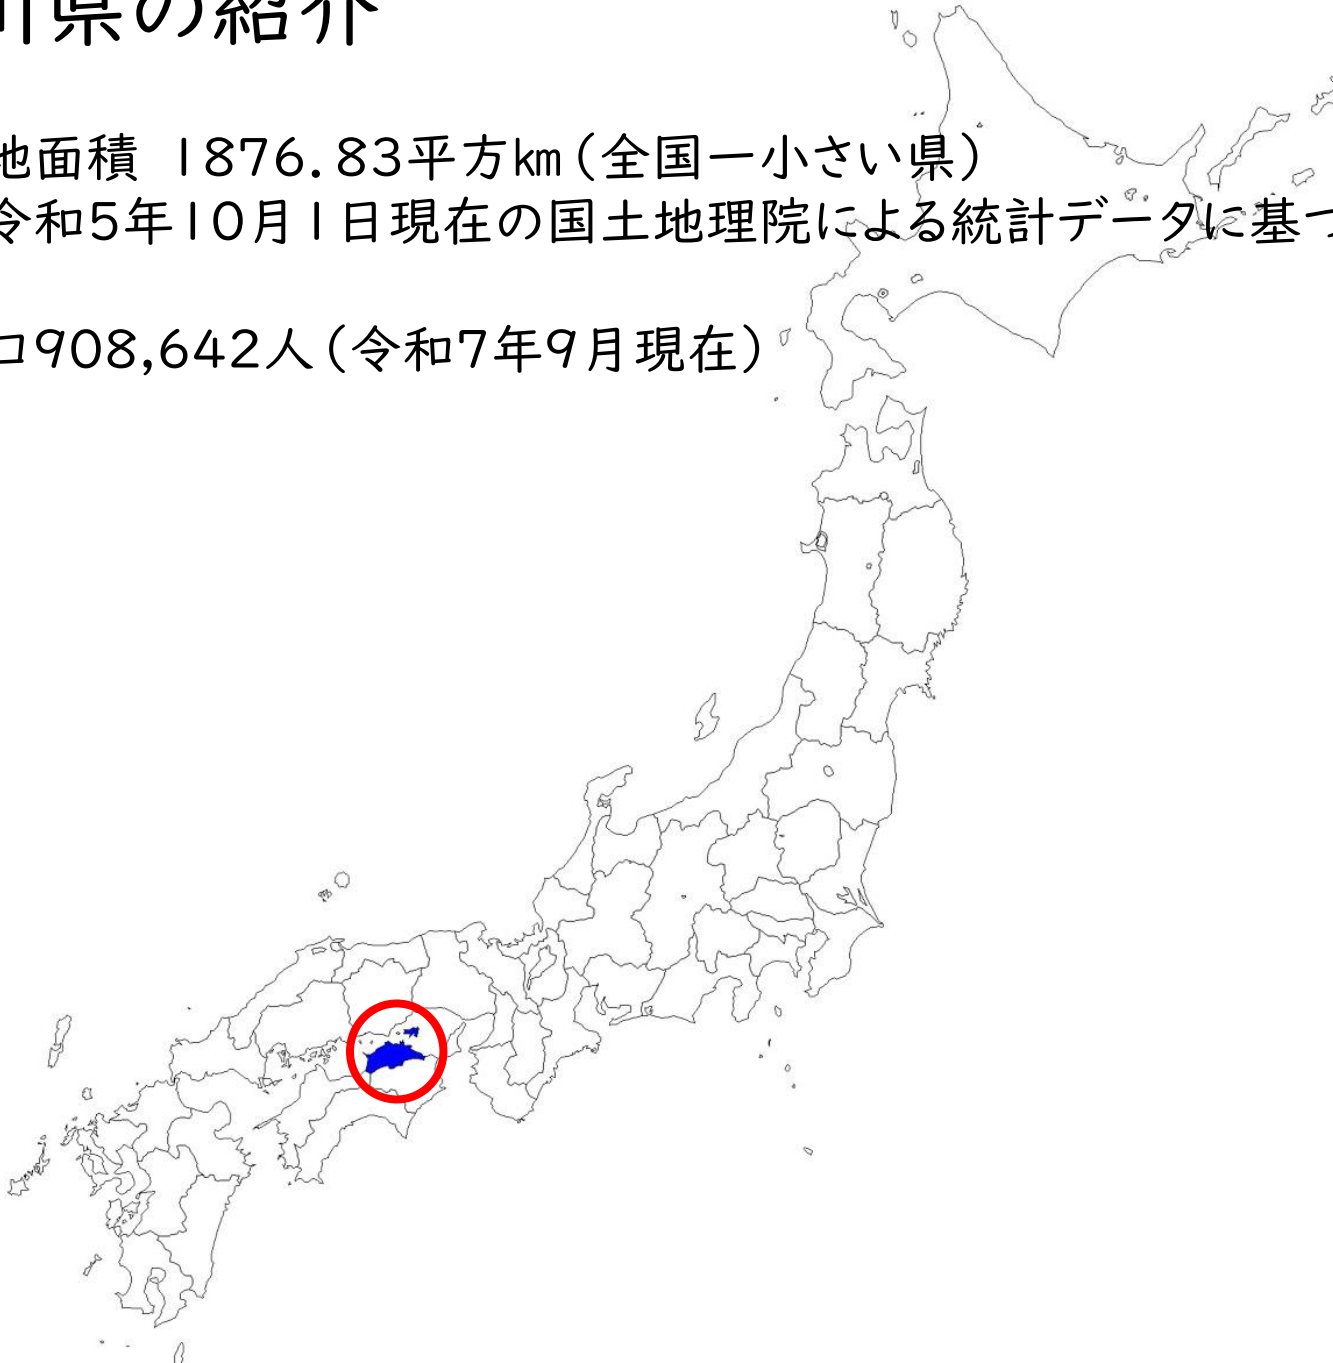 川県の紹介
地面積 1876.83平方㎞(全国一小さい県)
令和5年10月1日現在の国土地理院による統計データに基づ
口908,642人(令和7年9月現在)